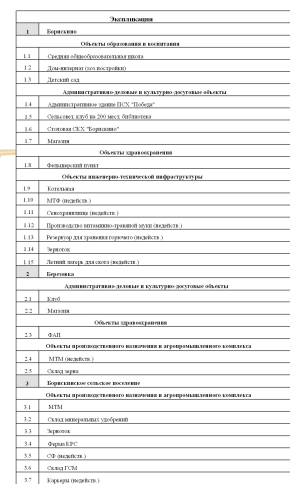 Экспликация
1 Борискино
Объекты образования и воспитания
1.1 Средняя общеобразовательная школа
1.2 Дом-интернат (хоз постройки)
1.3 Детский сад
Административно-деловые и культурно-досуговые объекты
1.4 Административное здание ПСХ "Победа"
1.5 Сельсовет, клуб на 200 мест, библиотека
1.6 Столовая СКХ "Борискино"
1.7 Магазин
Объекты здравоохранения
1.8 Фельдшерский пункт
Объекты инженерно-технической инфраструктуры
1.9 Котельная
1.10 МТФ (недейств.)
1.11 Сенохранилища (недейств.)
1.12 Производство витаминно-травяной муки (недейств.)
1.13 Резервуар для хранения горючего (недейств.)
1.14 Зерноток
1.15 Летний лагерь для скота (недейств.)
2 Березовка
Административно-деловые и культурно-досуговые объекты
2.1 Клуб
2.2 Магазин
Объекты здравоохранения
2.3 ФАП
Объекты производственного назначения и агропромышленного комплекса
2.4 МТМ (недейств.)
2.5 Склад зерна
3 Борискинское сельское поселение
Объекты производственного назначения и агропромышленного комплекса
3.1 МТМ
3.2 Склад минеральных удобрений
3.3 Зерноток
3.4 Ферма КРС
3.5 СФ (недейств.)
3.6 Склад ГСМ
3.7 Карьеры (недейств.)